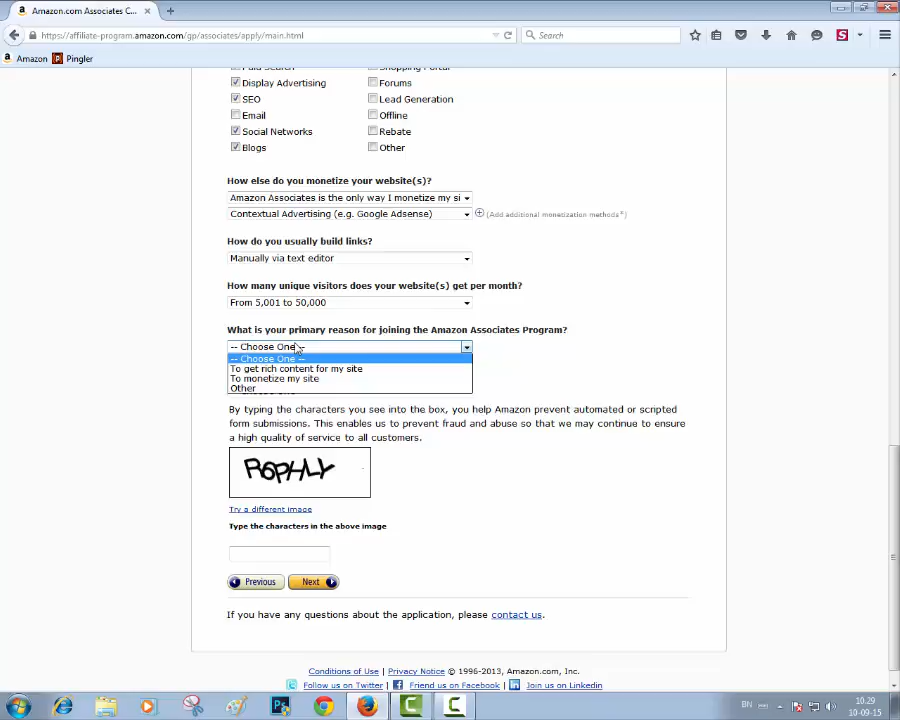 Amazon.com Associates C...
https://affiliate-program.amazon.com/gp/associates/apply/main.html
Search
Amazon Pingler
Paid Search Shopping Portal
Display Advertising Forums
SEO Lead Generation
Email Offline
Social Networks Rebate
Blogs Other
How else do you monetize your website(s)?
Amazon Associates is the only way I monetize my si
Contextual Advertising (e.g. Google Adsense) (Add additional monetization methods*)
How do you usually build links?
Manually via text editor
How many unique visitors does your website(s) get per month?
From 5,001 to 50,000
What is your primary reason for joining the Amazon Associates Program?
-- Choose One --
-- Choose One --
To get rich content for my site
To monetize my site
Other
By typing the characters you see into the box, you help Amazon prevent automated or scripted
form submissions. This enables us to prevent fraud and abuse so that we may continue to ensure
a high quality of service to all customers.
Try a different image
Type the characters in the above image
Previous Next
If you have any questions about the application, please contact us.
Conditions of Use | Privacy Notice © 1996-2013, Amazon.com, Inc.
Follow us on Twitter | Friend us on Facebook | Join us on Linkedin
BN 10.29
10-09-15